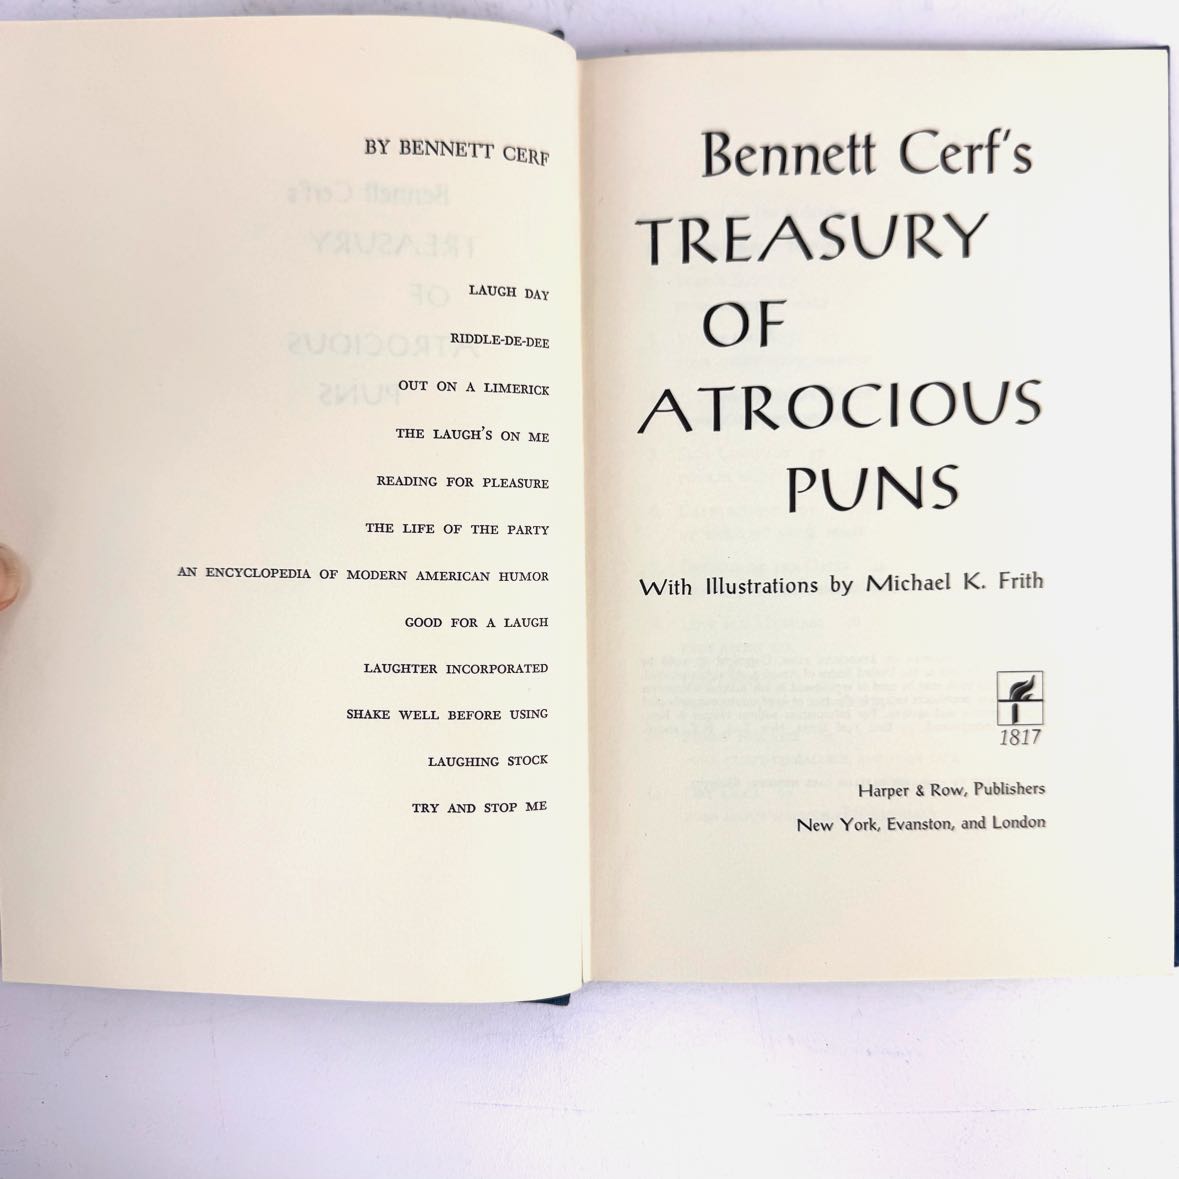 BY BENNETT CERF
LAUGH DAY
RIDDLE-DE-DEE
OUT ON A LIMERICK
THE LAUGH'S ON ME
READING FOR PLEASURE
THE LIFE OF THE PARTY
AN ENCYCLOPEDIA OF MODERN AMERICAN HUMOR
GOOD FOR A LAUGH
LAUGHTER INCORPORATED
SHAKE WELL BEFORE USING
LAUGHING STOCK
TRY AND STOP ME
Bennett Cerf's
TREASURY
OF
ATROCIOUS
PUNS
With Illustrations by Michael K. Frith
1817
Harper & Row, Publishers
New York, Evanston, and London